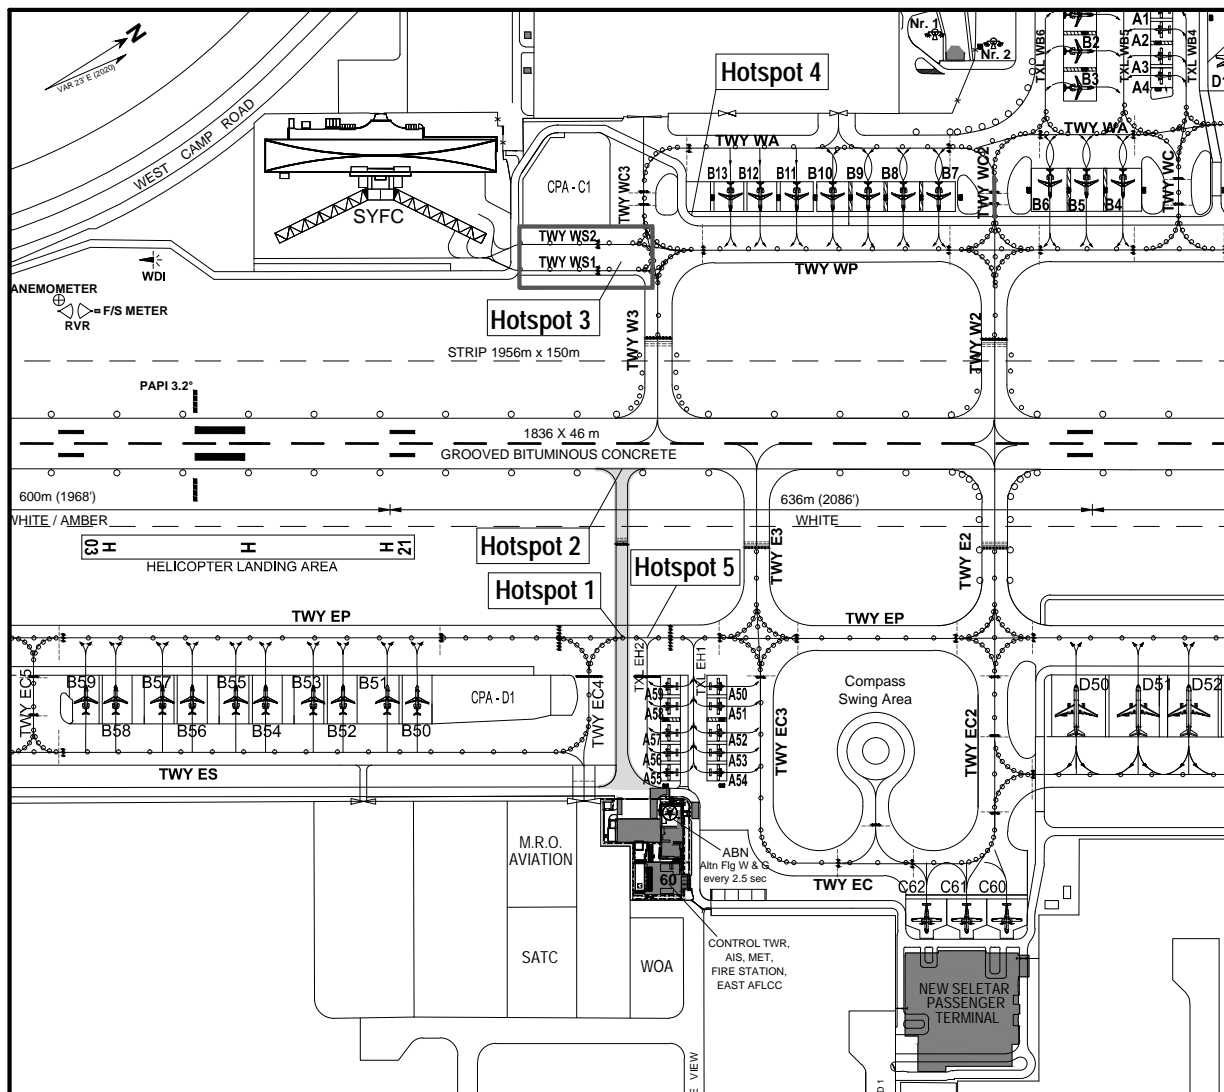 N
VAR 23' E (2020)
WEST CAMP ROAD
SYFC
WDI
ANEMOMETER
F/S METER
RVR
CPA - C1
TWY WS2
TWY WS1
Hotspot 3
Hotspot 4
Nr. 1
Nr. 2
TXL WB6
TXL WB5
TXL WB4
A1
A2
A3
A4
B2
B3
TWY WA
TWY WA
TWY WC3
TWY WC2
TWY WC
B13
B12
B11
B10
B9
B8
B7
B6
B5
B4
TWY WP
TWY W3
TWY W2
STRIP 1956m x 150m
PAPI 3.2°
1836 X 46 m
GROOVED BITUMINOUS CONCRETE
600m (1968')
636m (2086')
WHITE / AMBER
WHITE
03 H H H 21
HELICOPTER LANDING AREA
Hotspot 2
Hotspot 1
Hotspot 5
TWY E3
TWY E2
TWY EP
TWY EP
TWY EC5
B59
B58
B57
B56
B55
B54
B53
B52
B51
B50
CPA - D1
TWY EC4
TXL EH2
TXL EH1
A59
A58
A57
A56
A55
A50
A51
A52
A53
A54
TWY EC3
Compass
Swing Area
TWY EC2
D50
D51
D52
TWY ES
M.R.O.
AVIATION
SATC
WOA
60
ABN
Altn Flg W & G
every 2.5 sec
TWY EC
C62
C61
C60
CONTROL TWR,
AIS, MET,
FIRE STATION,
EAST AFLCC
NEW SELETAR
PASSENGER
TERMINAL
E VIEW